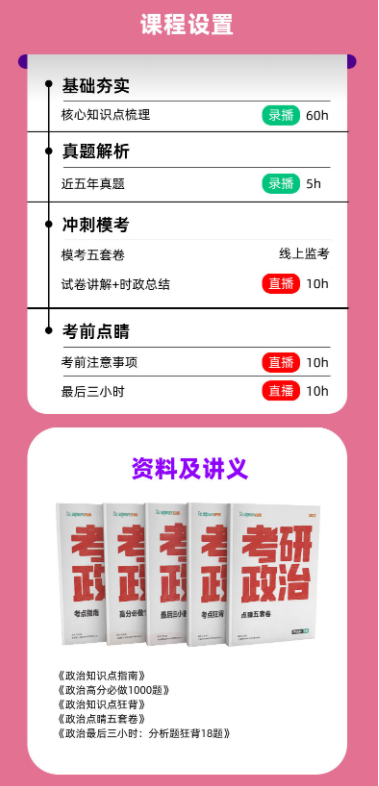 课程设置
基础夯实
核心知识点梳理 录播 60h
真题解析
近五年真题 录播 5h
冲刺模考
模考五套卷 线上监考
试卷讲解+时政总结 直播 10h
考前点睛
考前注意事项 直播 10h
最后三小时 直播 10h
资料及讲义
考研
政治
考点指南
高分必做
最后三小
考点狂背
点睛五套卷
《政治知识点指南》
《政治高分必做1000题》
《政治知识点狂背》
《政治点睛五套卷》
《政治最后三小时：分析题狂背18题》